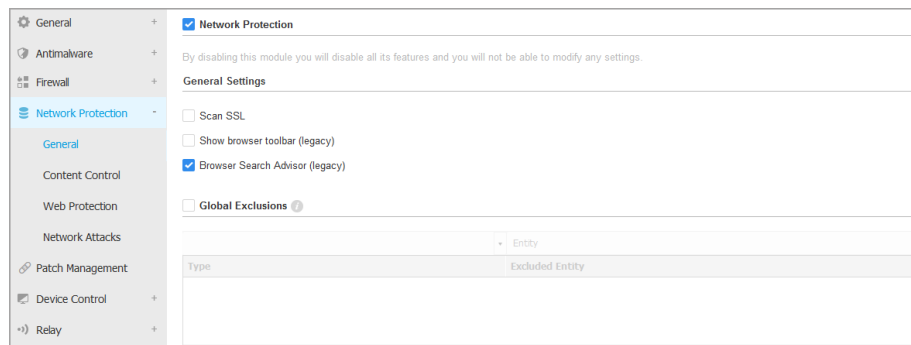 General +
Antimalware +
Firewall +
Network Protection -
General
Content Control
Web Protection
Network Attacks
Patch Management
Device Control +
Relay +
Network Protection
By disabling this module you will disable all its features and you will not be able to modify any settings.
General Settings
Scan SSL
Show browser toolbar (legacy)
Browser Search Advisor (legacy)
Global Exclusions i
Entity
Type Excluded Entity